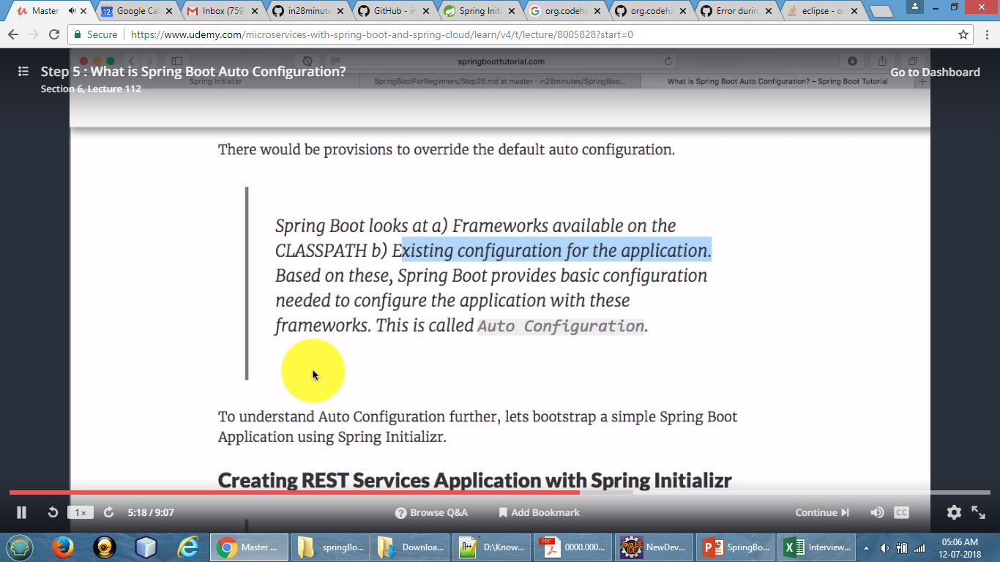 Master
Google Cal
Inbox (759
in28minute
GitHub - in
Spring Init
org.codeha
org.codeha
Error durin
eclipse - or
Secure
https://www.udemy.com/microservices-with-spring-boot-and-spring-cloud/learn/v4/t/lecture/8005828?start=0
springboottutorial.com
Step 5 : What is Spring Boot Auto Configuration?
Go to Dashboard
Spring Initializr
SpringBootForBeginners/Step28.md at master · in28minutes/SpringBoo...
What is Spring Boot Auto Configuration? – Spring Boot Tutorial
Section 6, Lecture 112
There would be provisions to override the default auto configuration.
Spring Boot looks at a) Frameworks available on the
CLASSPATH b) Existing configuration for the application.
Based on these, Spring Boot provides basic configuration
needed to configure the application with these
frameworks. This is called Auto Configuration.
To understand Auto Configuration further, lets bootstrap a simple Spring Boot
Application using Spring Initializr.
Creating REST Services Application with Spring Initializr
1×
5:18 / 9:07
Browse Q&A
Add Bookmark
Continue
CC
Master ...
springBo...
Downloa...
D:\Know...
0000.000...
NewDev...
SpringBo...
Interview...
05:06 AM
12-07-2018